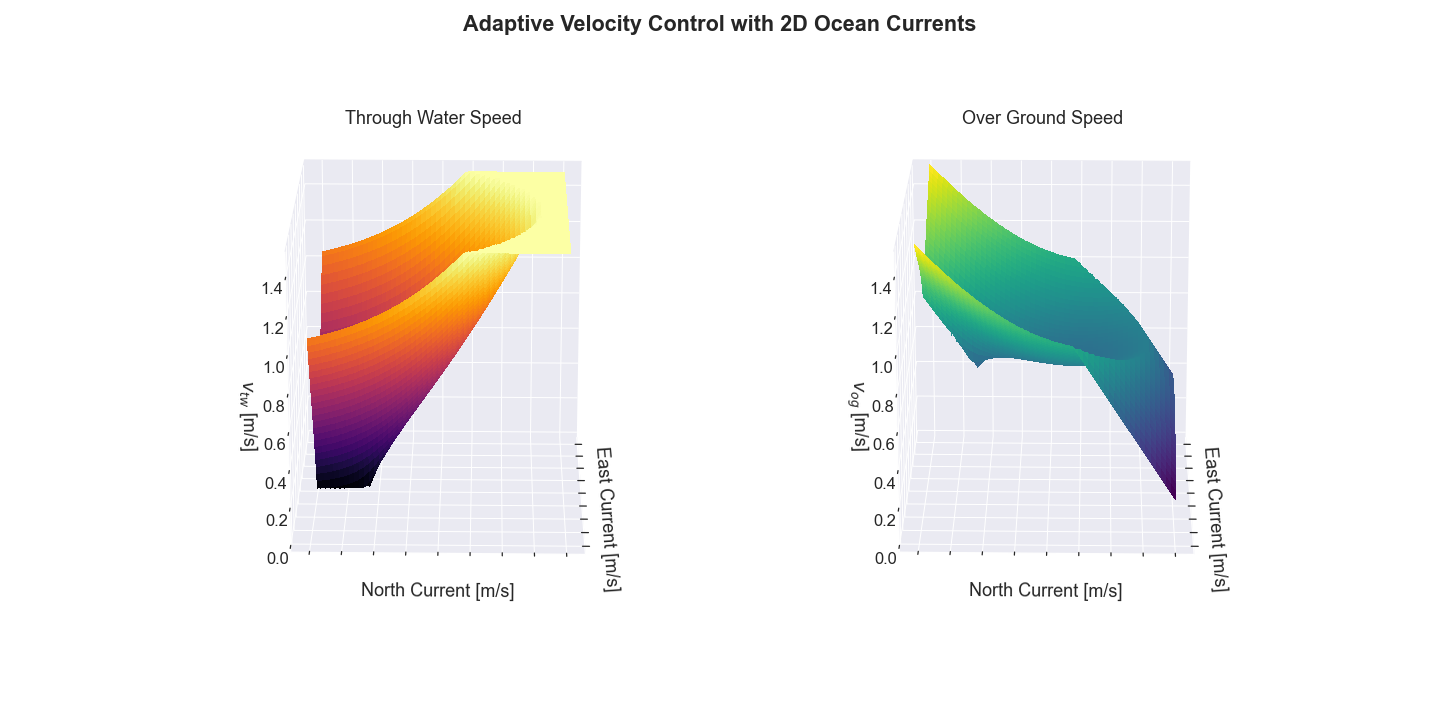 Adaptive Velocity Control with 2D Ocean Currents
Through Water Speed
1.4
1.2
1.0
0.8
0.6
0.4
0.2
0.0
v_tw [m/s]
North Current [m/s]
East Current [m/s]
Over Ground Speed
1.4
1.2
1.0
0.8
0.6
0.4
0.2
0.0
v_og [m/s]
North Current [m/s]
East Current [m/s]